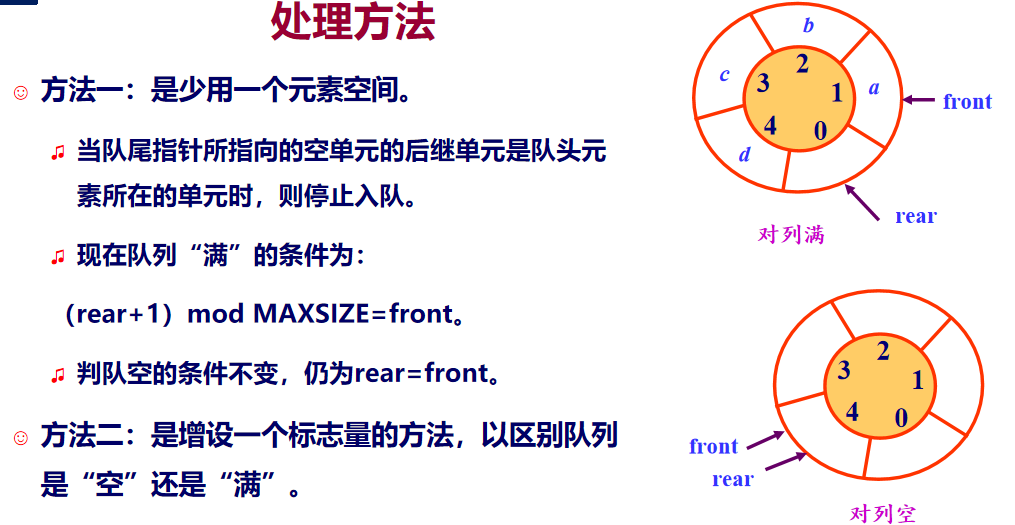 处理方法
☺ 方法一：是少用一个元素空间。
♫ 当队尾指针所指向的空单元的后继单元是队头元
素所在的单元时，则停止入队。
♫ 现在队列“满”的条件为：
（rear+1）mod MAXSIZE=front。
♫ 判队空的条件不变，仍为rear=front。
☺ 方法二：是增设一个标志量的方法，以区别队列
是“空”还是“满”。
b
c
a
d
2
3
1
4
0
front
rear
对列满
2
3
1
4
0
front
rear
对列空